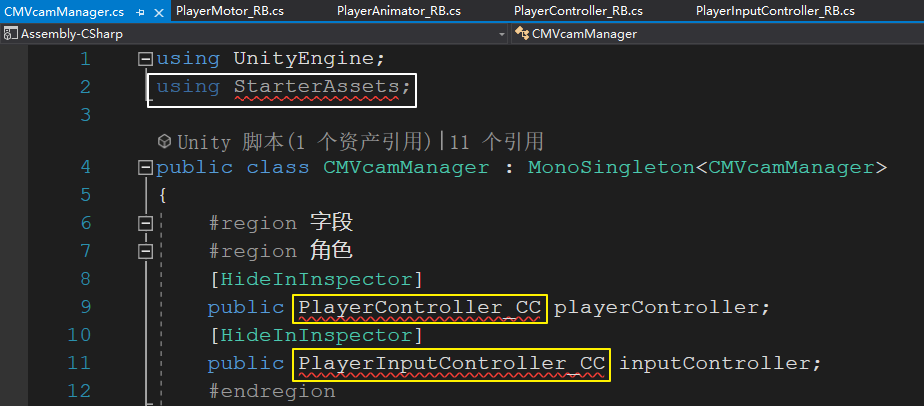 CMVcamManager.cs PlayerMotor_RB.cs PlayerAnimator_RB.cs PlayerController_RB.cs PlayerInputController_RB.cs
Assembly-CSharp CMVcamManager
1 using UnityEngine;
2 using StarterAssets;
3
Unity 脚本(1 个资产引用)|11 个引用
4 public class CMVcamManager : MonoSingleton<CMVcamManager>
5 {
6 #region 字段
7 #region 角色
8 [HideInInspector]
9 public PlayerController_CC playerController;
10 [HideInInspector]
11 public PlayerInputController_CC inputController;
12 #endregion